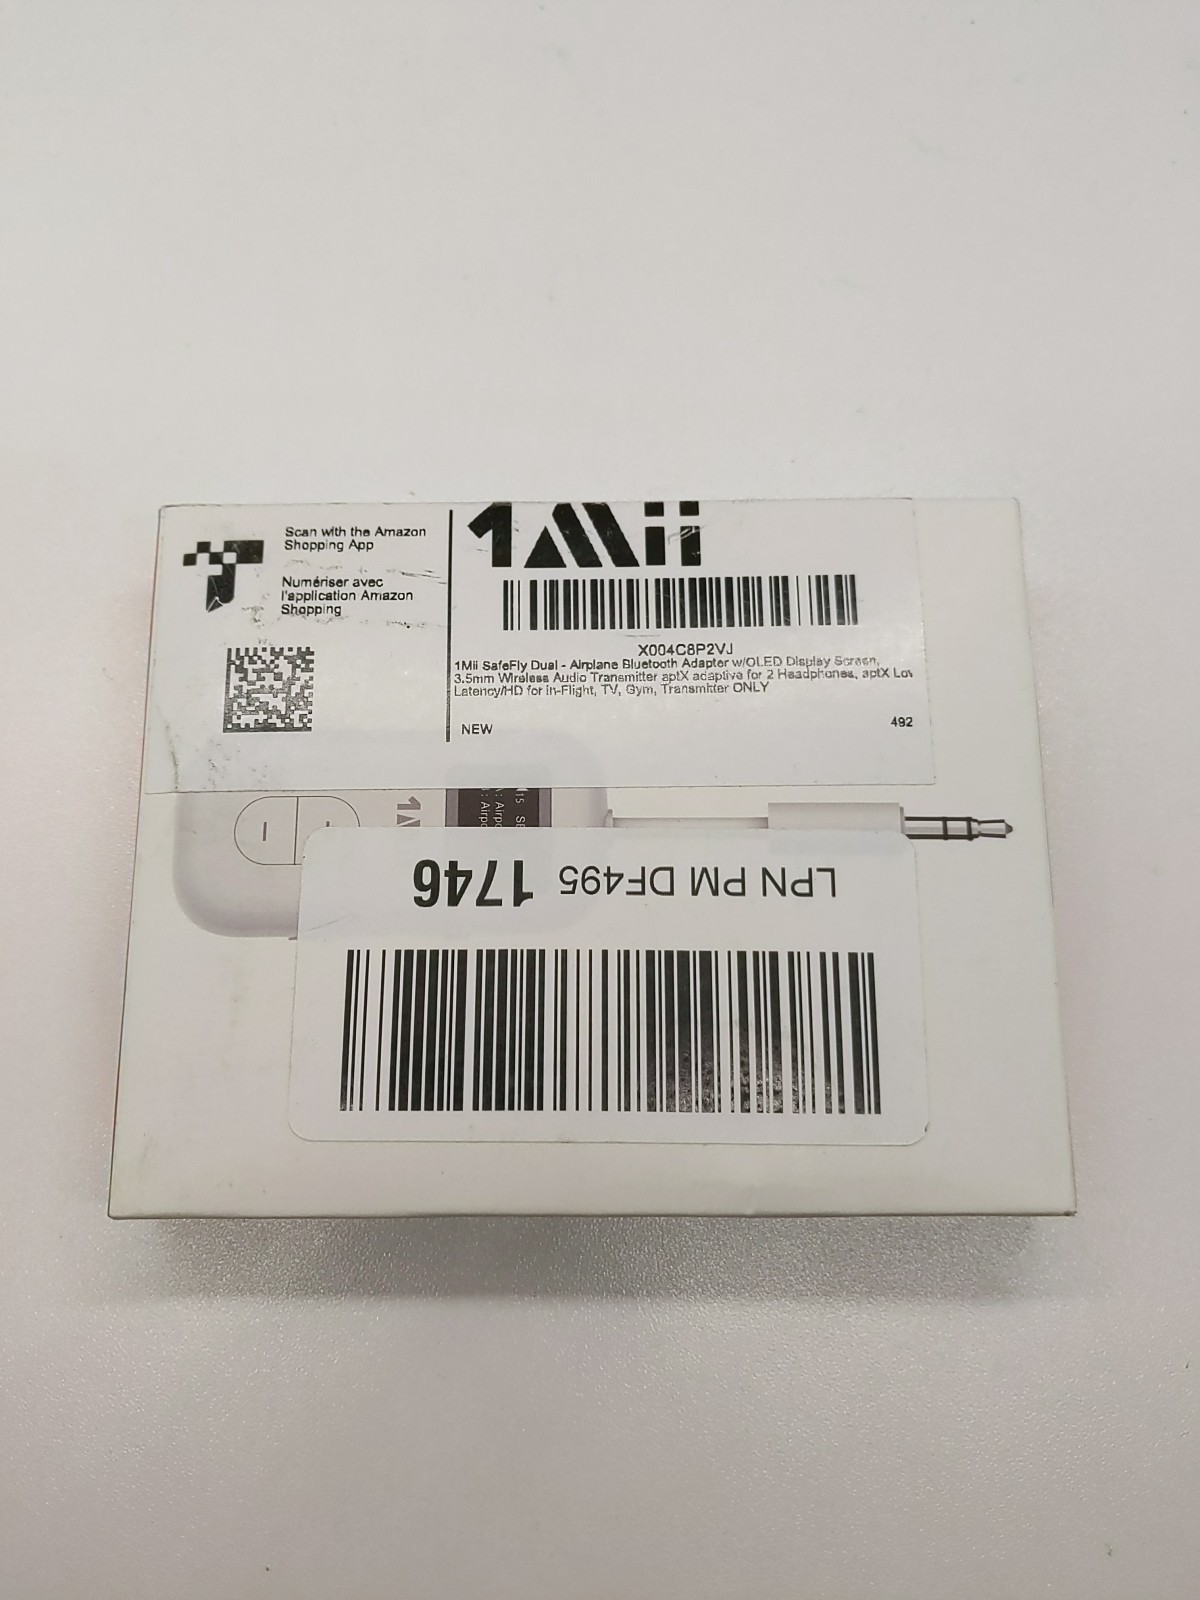 Scan with the Amazon
Shopping App
Numériser avec
l'application Amazon
Shopping
1Mii
X004C8P2VJ
1Mii SafeFly Dual - Airplane Bluetooth Adapter w/OLED Display Screen,
3.5mm Wireless Audio Transmitter aptX adaptive for 2 Headphones, aptX Low
Latency/HD for in-Flight, TV, Gym, Transmitter ONLY
NEW
492
LPN PM DF495 1746